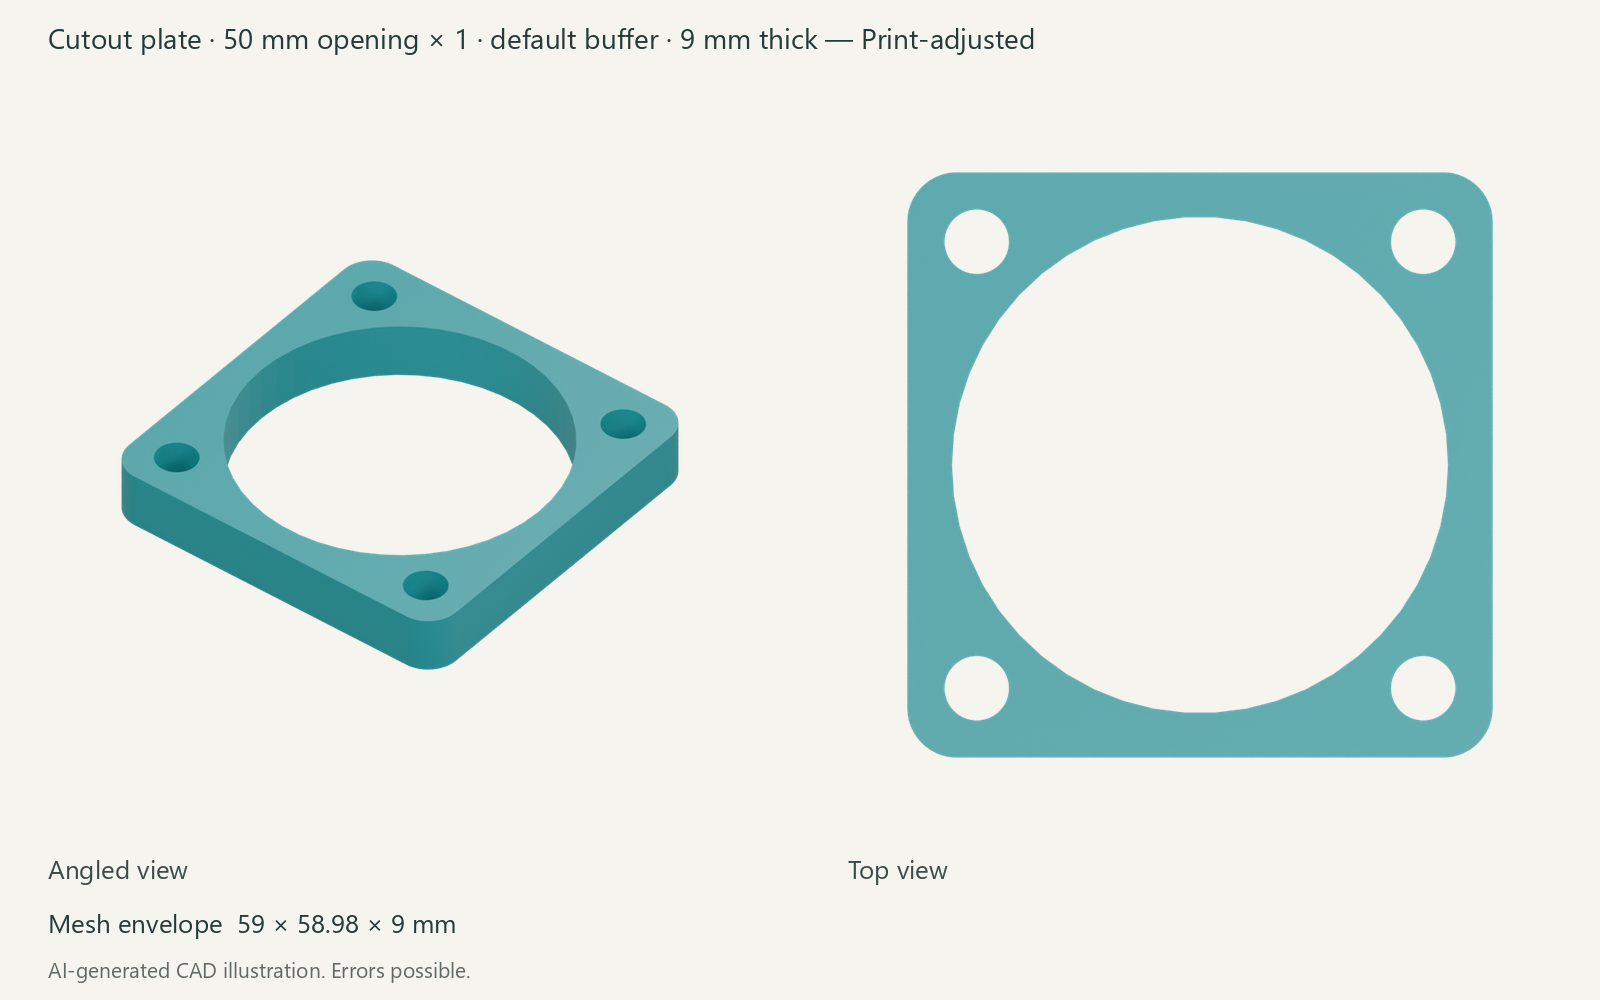 Cutout plate · 50 mm opening × 1 · default buffer · 9 mm thick — Print-adjusted
Angled view
Top view
Mesh envelope  59 × 58.98 × 9 mm
AI-generated CAD illustration. Errors possible.